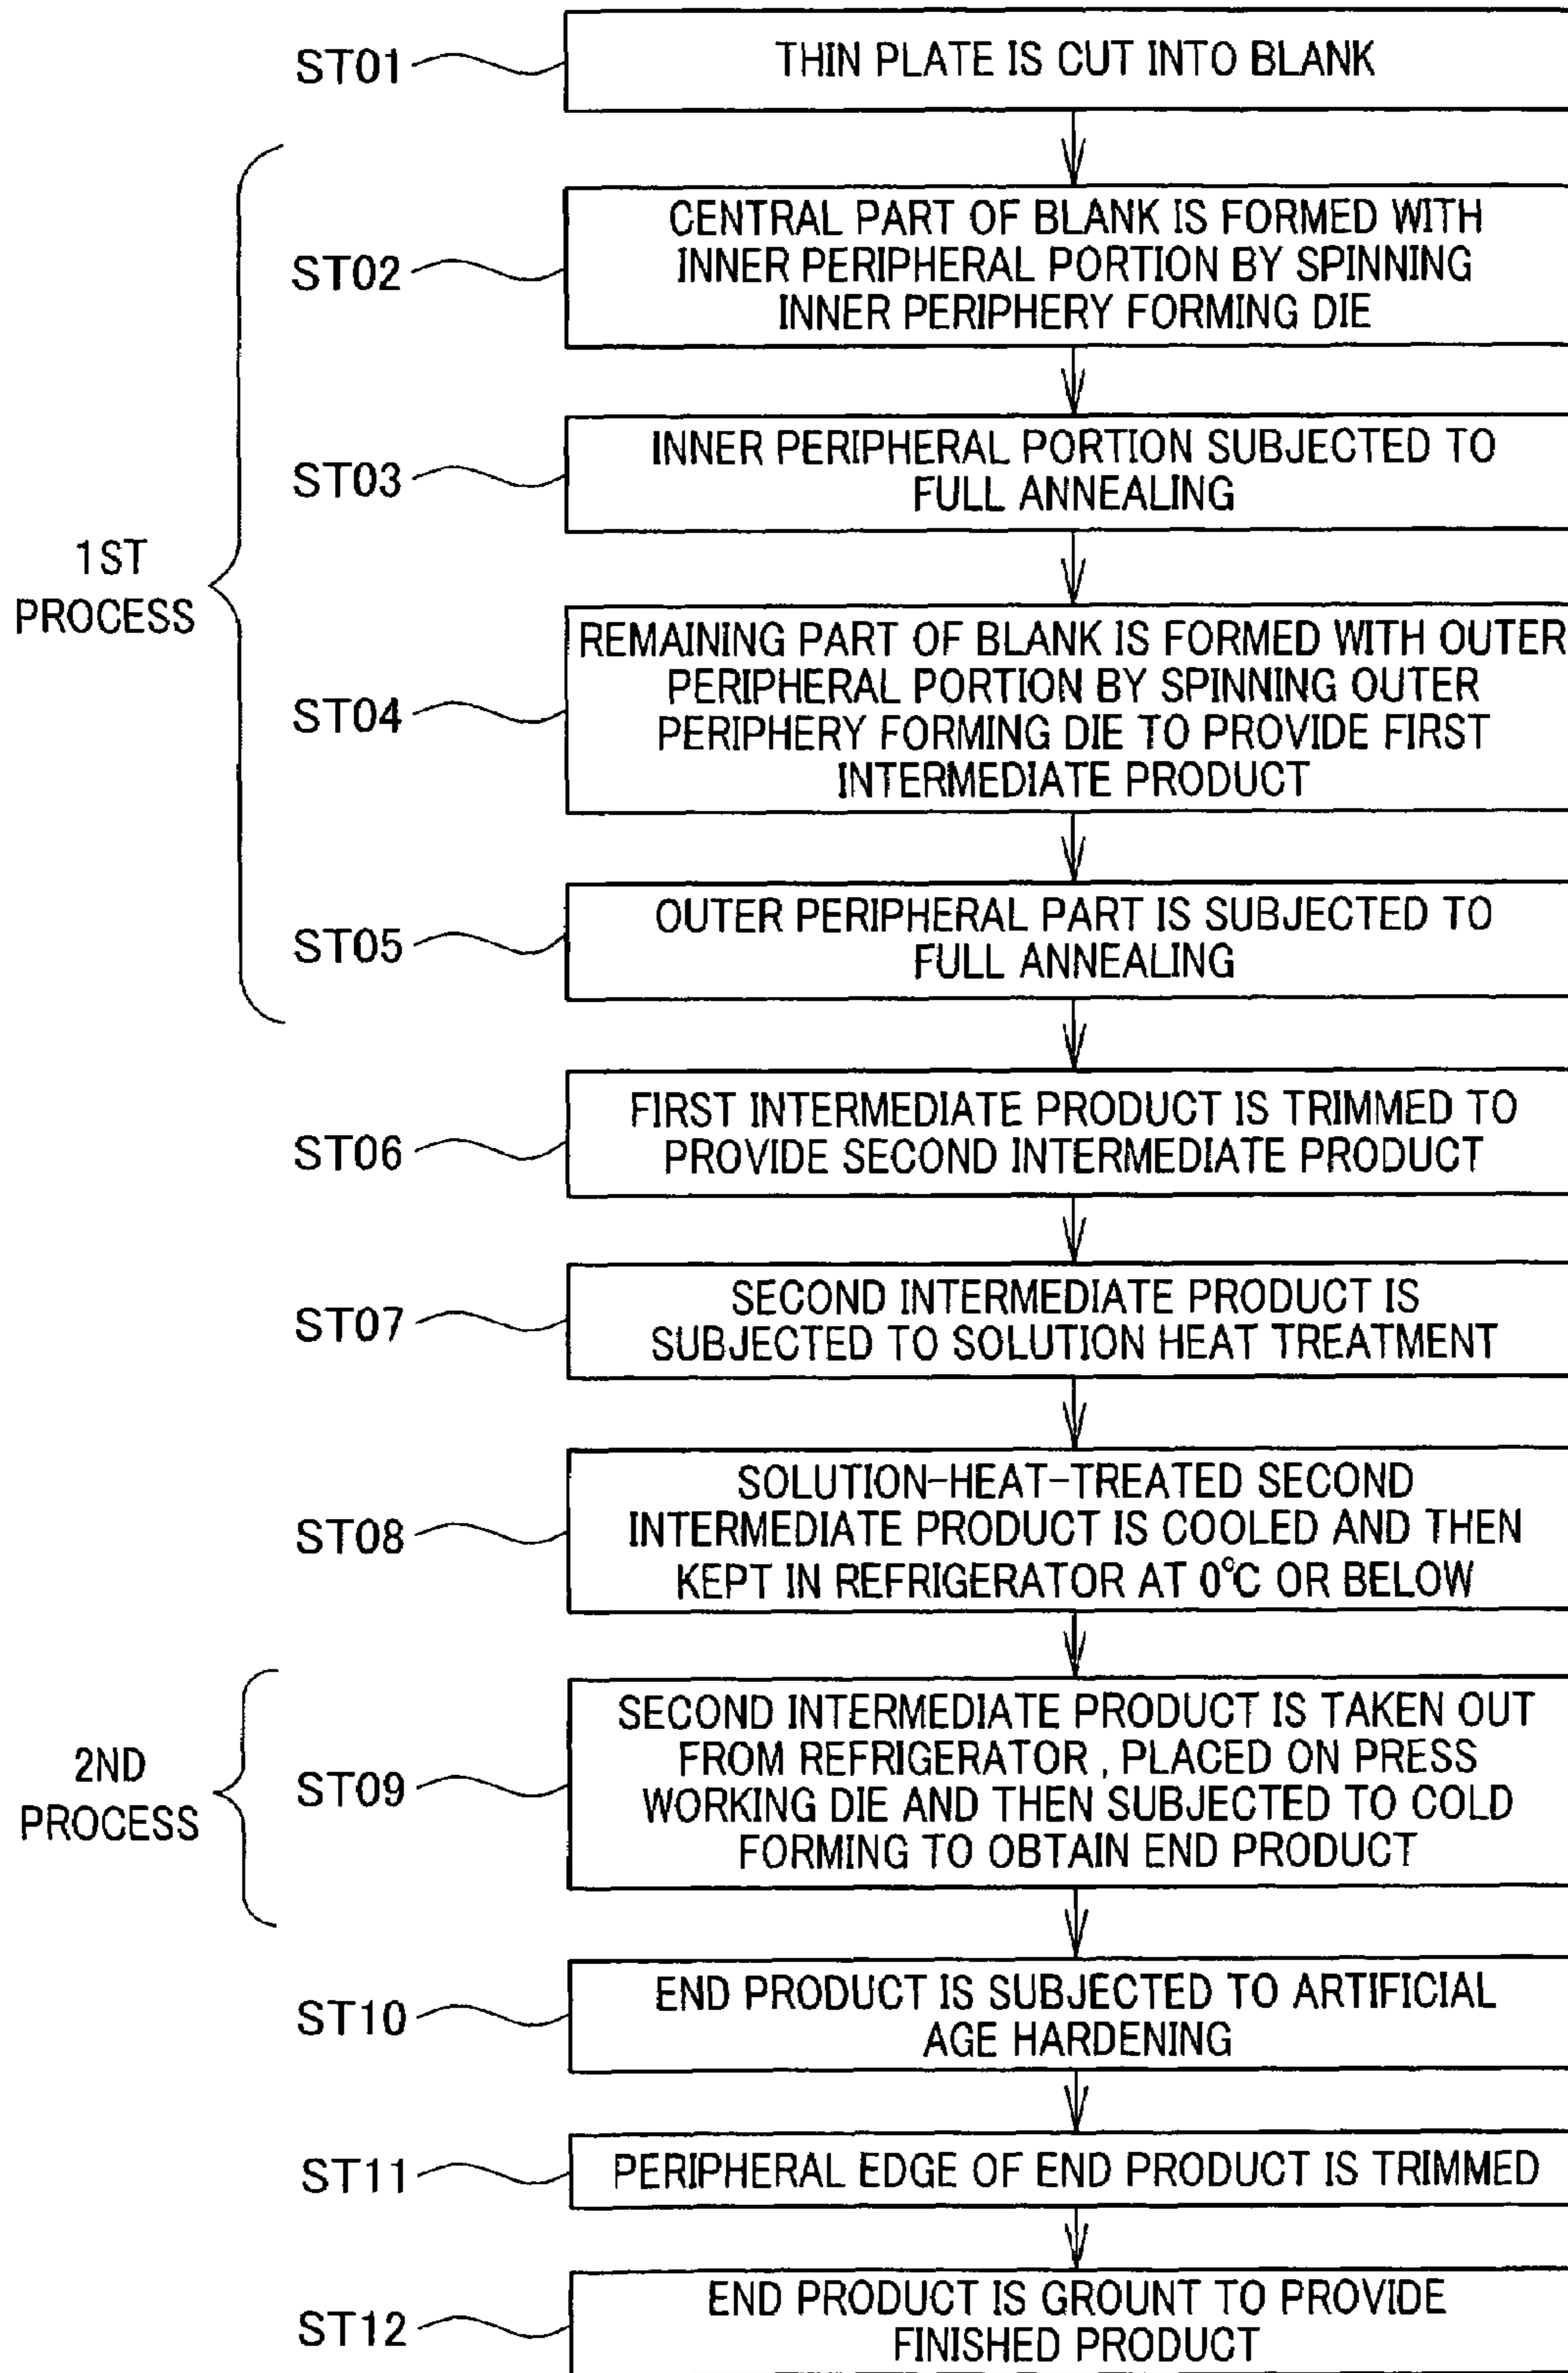 ST01
THIN PLATE IS CUT INTO BLANK
1ST
PROCESS
ST02
CENTRAL PART OF BLANK IS FORMED WITH
INNER PERIPHERAL PORTION BY SPINNING
INNER PERIPHERY FORMING DIE
ST03
INNER PERIPHERAL PORTION SUBJECTED TO
FULL ANNEALING
ST04
REMAINING PART OF BLANK IS FORMED WITH OUTER
PERIPHERAL PORTION BY SPINNING OUTER
PERIPHERY FORMING DIE TO PROVIDE FIRST
INTERMEDIATE PRODUCT
ST05
OUTER PERIPHERAL PART IS SUBJECTED TO
FULL ANNEALING
ST06
FIRST INTERMEDIATE PRODUCT IS TRIMMED TO
PROVIDE SECOND INTERMEDIATE PRODUCT
ST07
SECOND INTERMEDIATE PRODUCT IS
SUBJECTED TO SOLUTION HEAT TREATMENT
ST08
SOLUTION-HEAT-TREATED SECOND
INTERMEDIATE PRODUCT IS COOLED AND THEN
KEPT IN REFRIGERATOR AT 0°C OR BELOW
2ND
PROCESS
ST09
SECOND INTERMEDIATE PRODUCT IS TAKEN OUT
FROM REFRIGERATOR , PLACED ON PRESS
WORKING DIE AND THEN SUBJECTED TO COLD
FORMING TO OBTAIN END PRODUCT
ST10
END PRODUCT IS SUBJECTED TO ARTIFICIAL
AGE HARDENING
ST11
PERIPHERAL EDGE OF END PRODUCT IS TRIMMED
ST12
END PRODUCT IS GROUNT TO PROVIDE
FINISHED PRODUCT